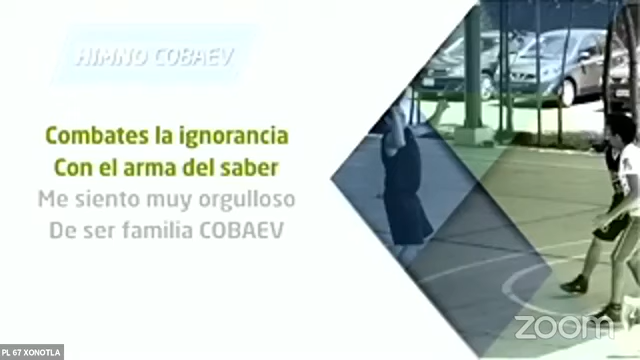 HIMNO COBAEV
Combates la ignorancia
Con el arma del saber
Me siento muy orgulloso
De ser familia COBAEV
PL 67 XONOTLA
zoom